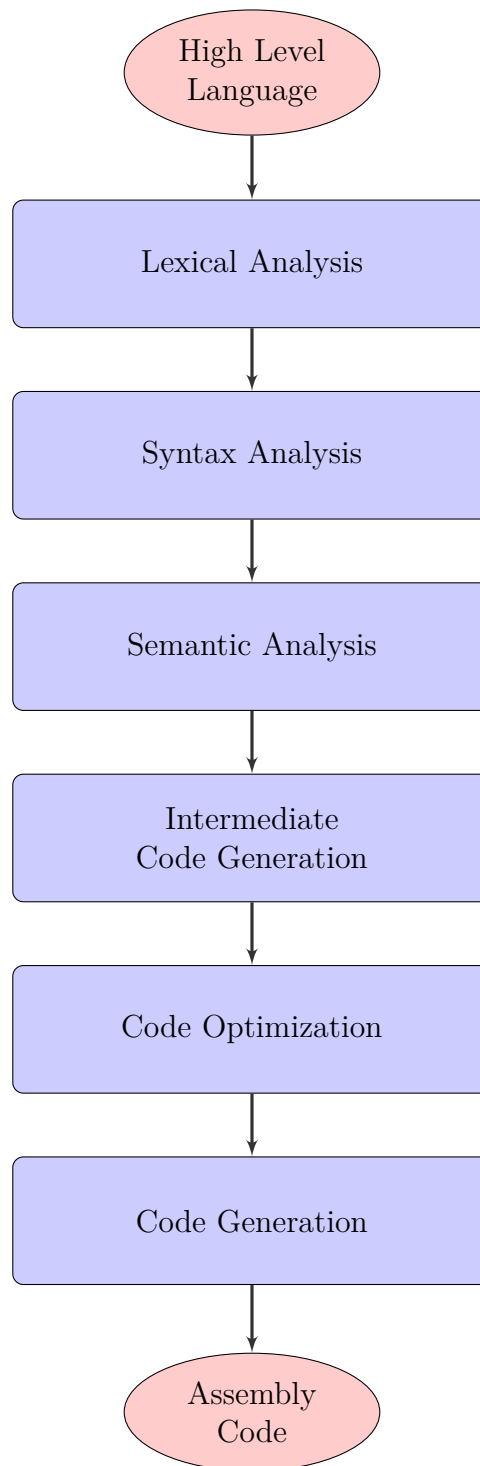 High Level
Language
Lexical Analysis
Syntax Analysis
Semantic Analysis
Intermediate
Code Generation
Code Optimization
Code Generation
Assembly
Code